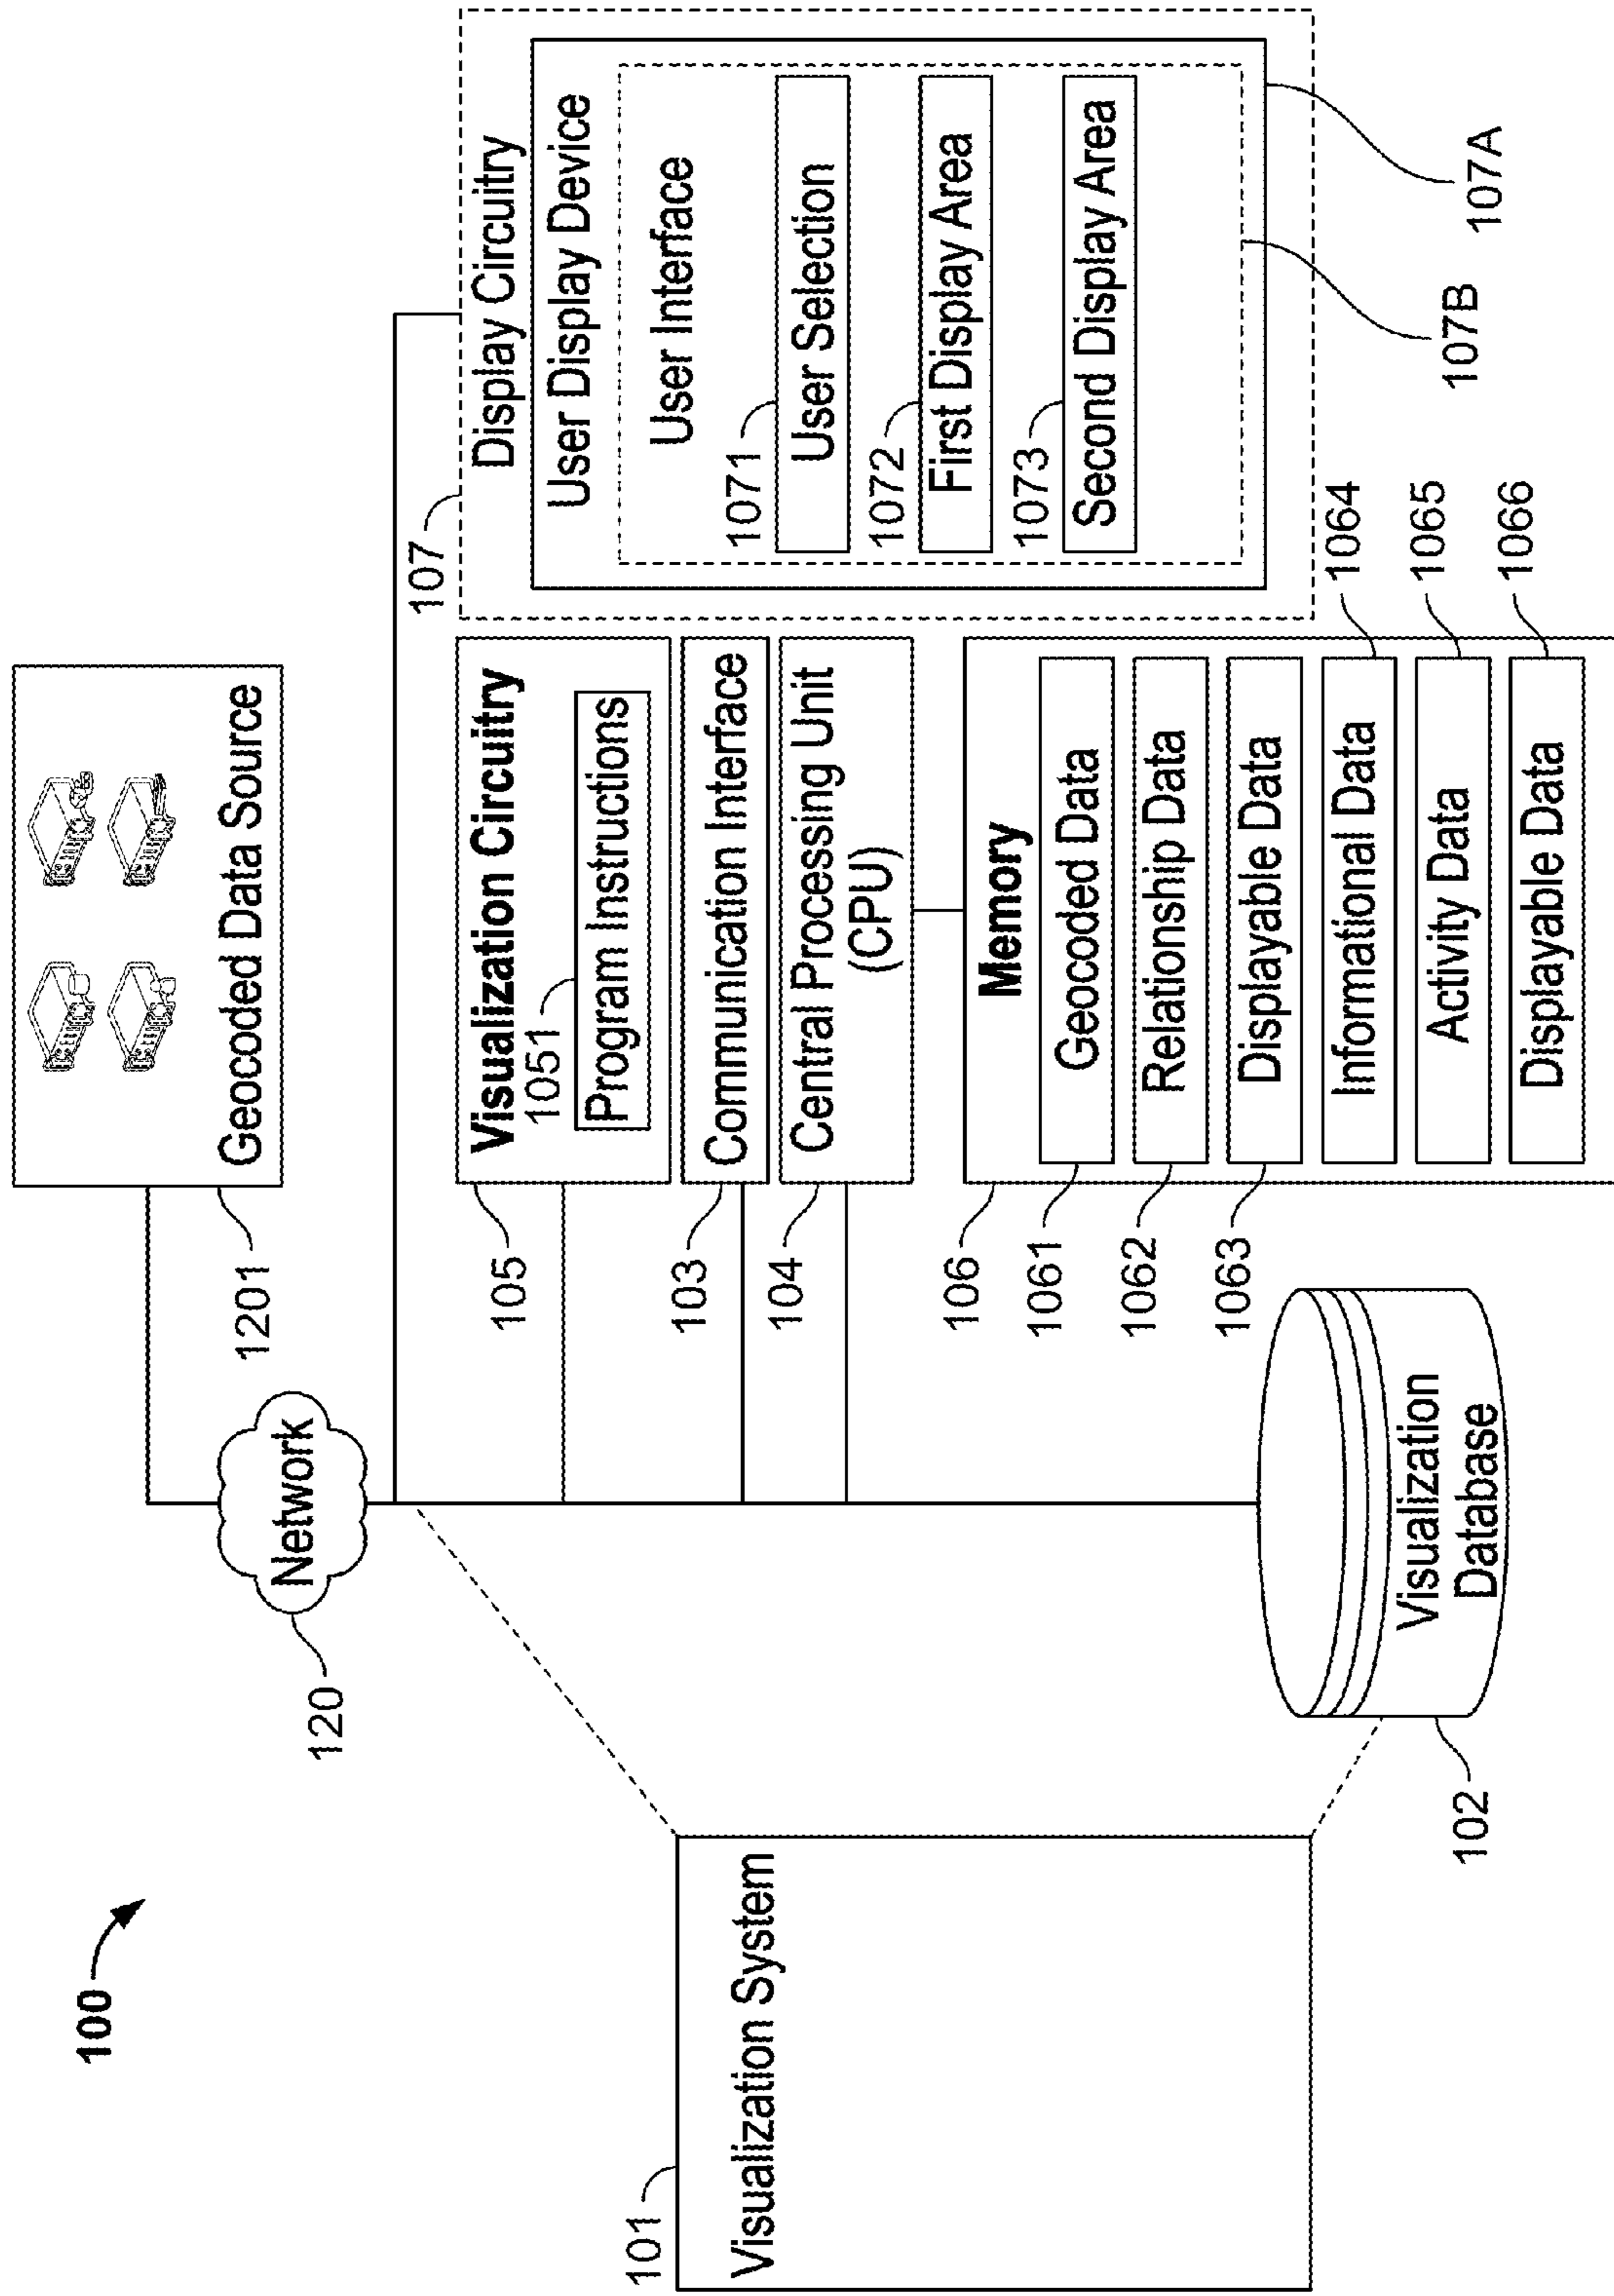 100
101
Visualization System
120
Network
1201
Geocoded Data Source
102
Visualization
Database
105
Visualization Circuitry
1051
Program Instructions
103
Communication Interface
104
Central Processing Unit
(CPU)
106
Memory
1061
Geocoded Data
1062
Relationship Data
1063
Displayable Data
Informational Data
1064
Activity Data
1065
Displayable Data
1066
107
Display Circuitry
User Display Device
User Interface
1071
User Selection
1072
First Display Area
1073
Second Display Area
107B
107A